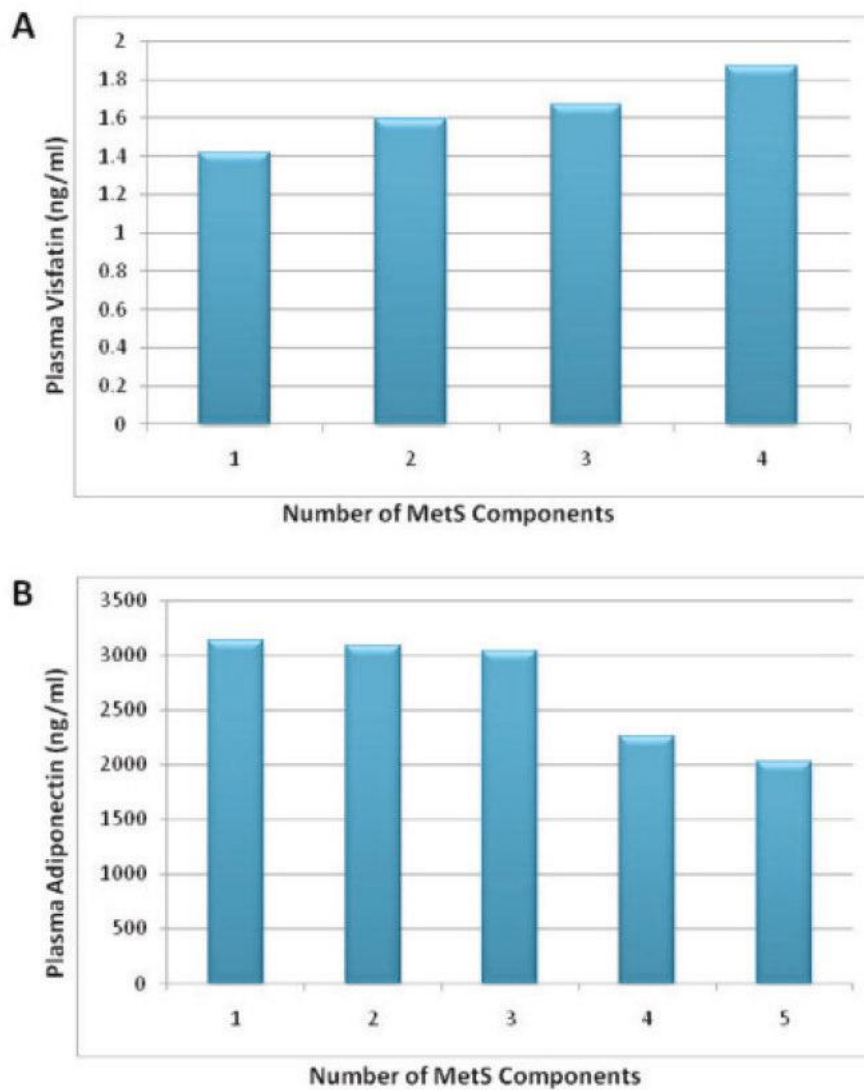 A
Plasma Visfatin (ng/ml)
2
1.8
1.6
1.4
1.2
1
0.8
0.6
0.4
0.2
0
1 2 3 4
Number of MetS Components
B
Plasma Adiponectin (ng/ml)
3500
3000
2500
2000
1500
1000
500
0
1 2 3 4 5
Number of MetS Components